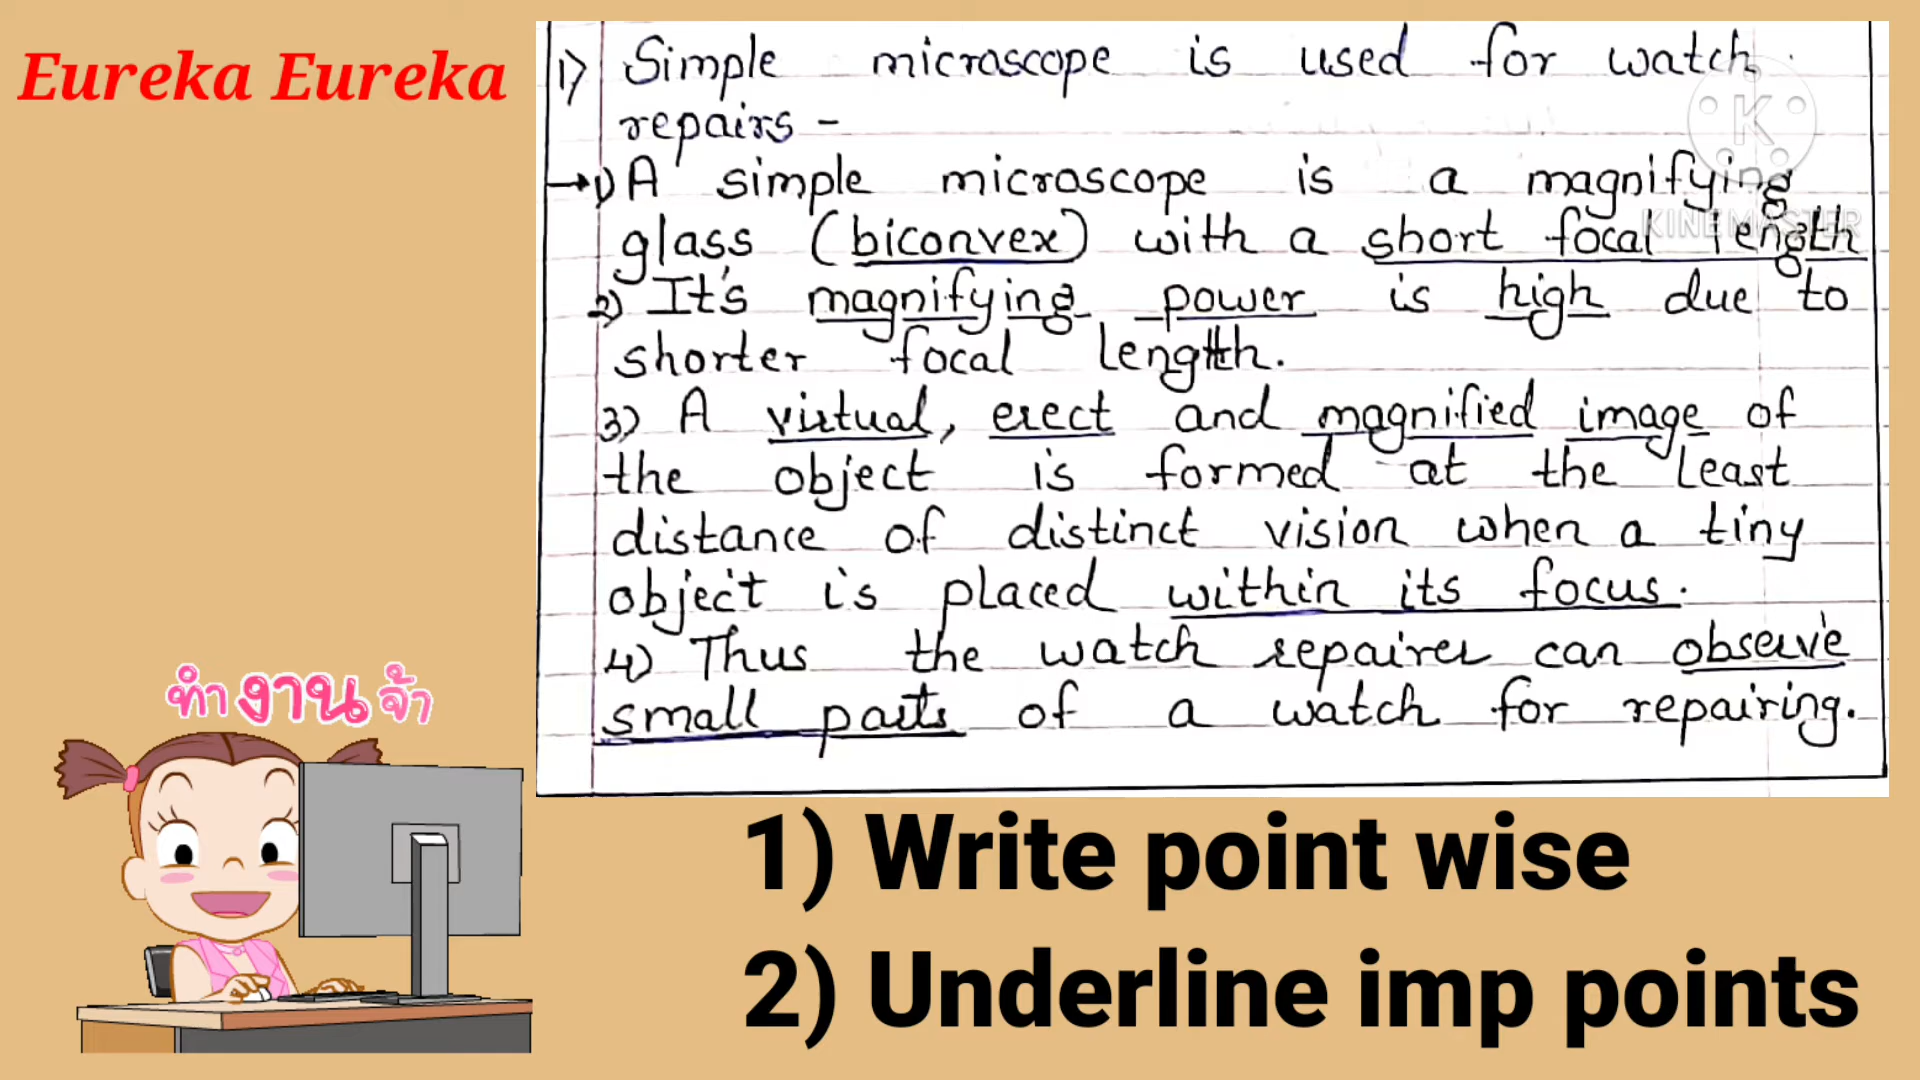 Eureka Eureka
1) Simple microscope is used for watch
repairs -
→ 1) A simple microscope is a magnifying
glass (biconvex) with a short focal length
2) It's magnifying power is high due to
shorter focal length.
3) A virtual, erect and magnified image of
the object is formed at the least
distance of distinct vision when a tiny
object is placed within its focus.
4) Thus the watch repairer can observe
small parts of a watch for repairing.
K
KINEMASTER
ทำงานจ้า
1) Write point wise
2) Underline imp points